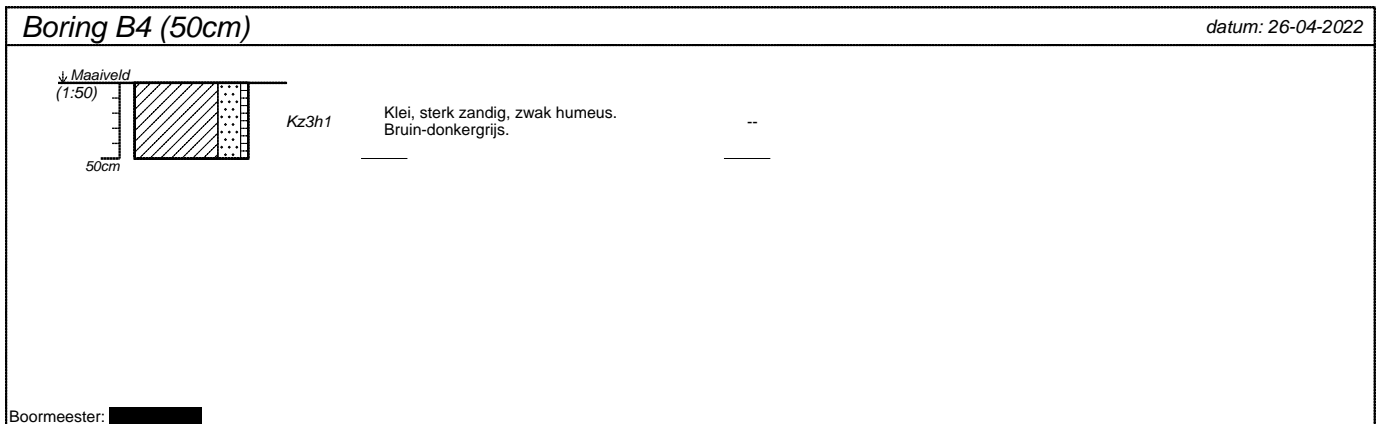 Boring B4 (50cm)
datum: 26-04-2022
Maaiveld
(1:50)
Kz3h1
Klei, sterk zandig, zwak humeus.
Bruin-donkergrijs.
--
50cm
Boormeester: